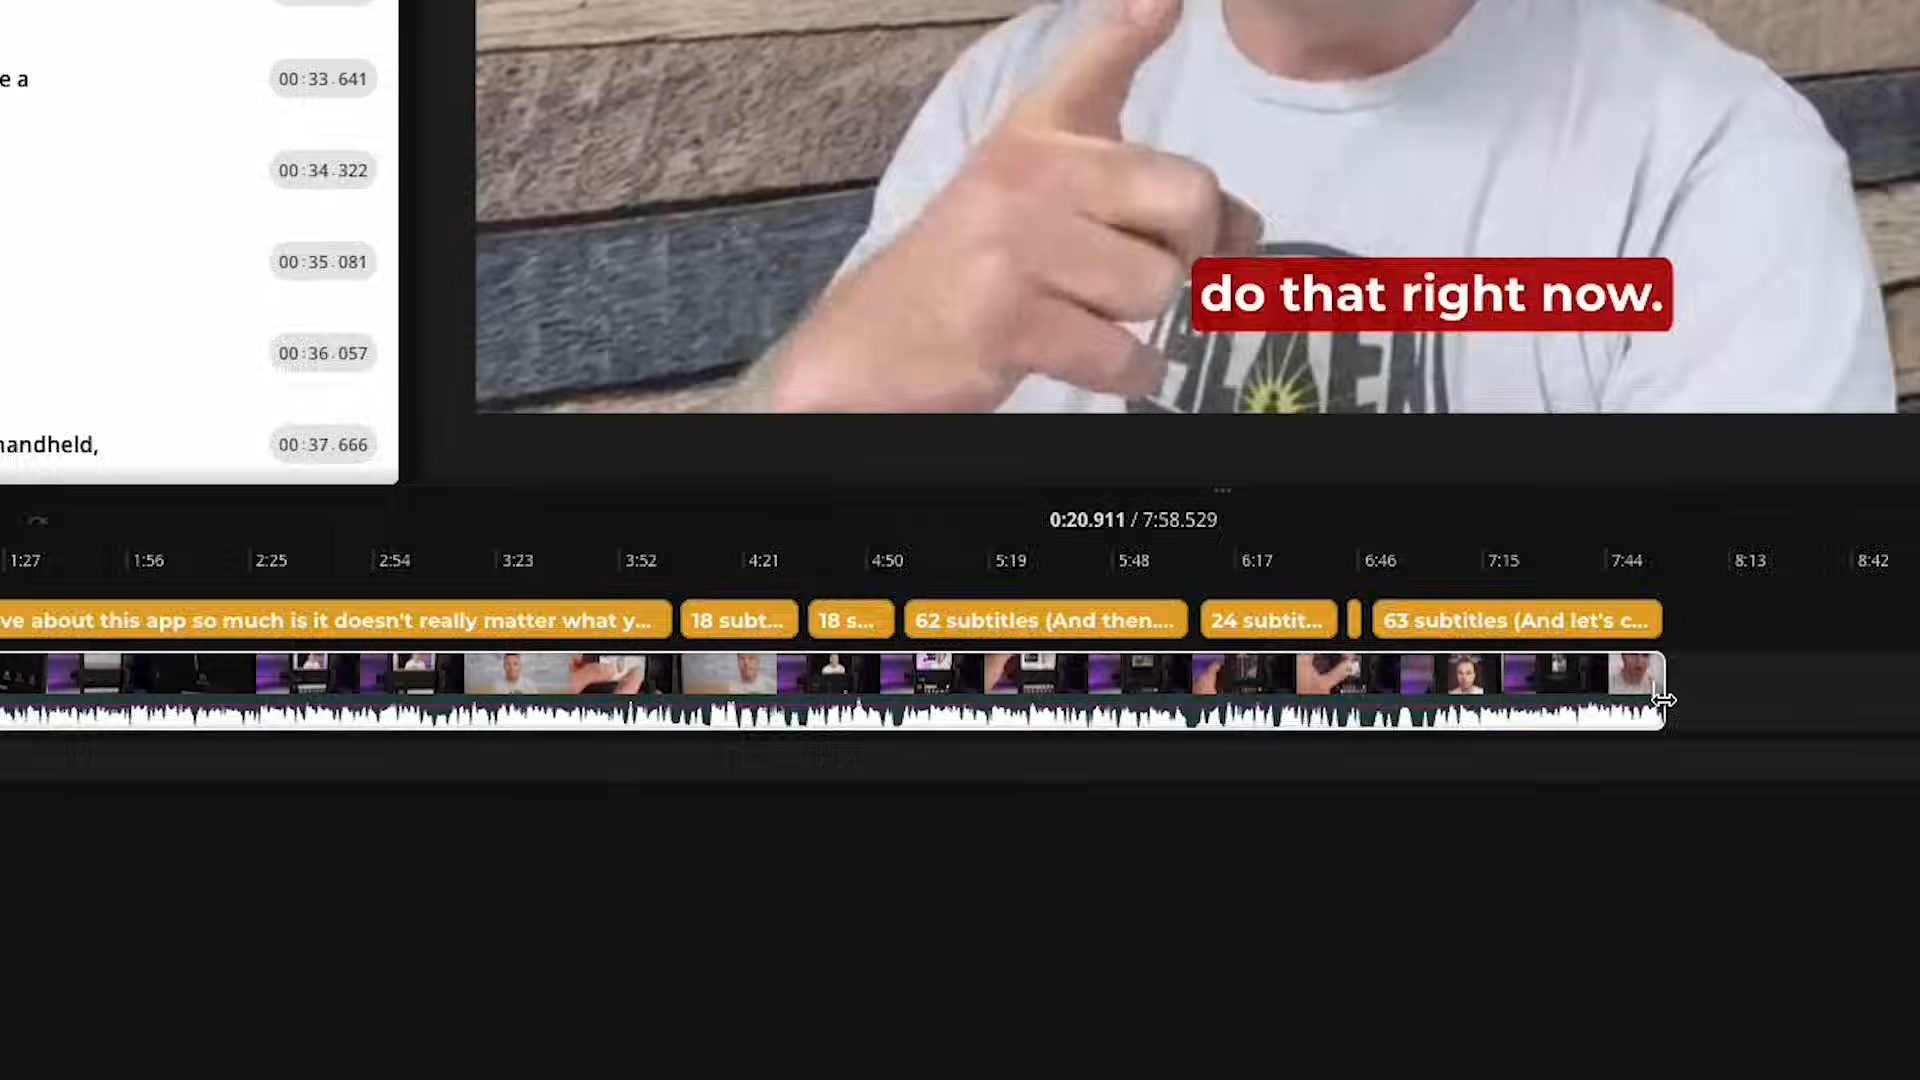 e a
00:33.641
00:34.322
00:35.081
00:36.057
handheld,
00:37.666
do that right now.
0:20.911 / 7:58.529
1:27 1:56 2:25 2:54 3:23 3:52 4:21 4:50 5:19 5:48 6:17 6:46 7:15 7:44 8:13 8:42
ve about this app so much is it doesn't really matter what y... 18 subt... 18 s... 62 subtitles (And then.... 24 subtit... 63 subtitles (And let's c...